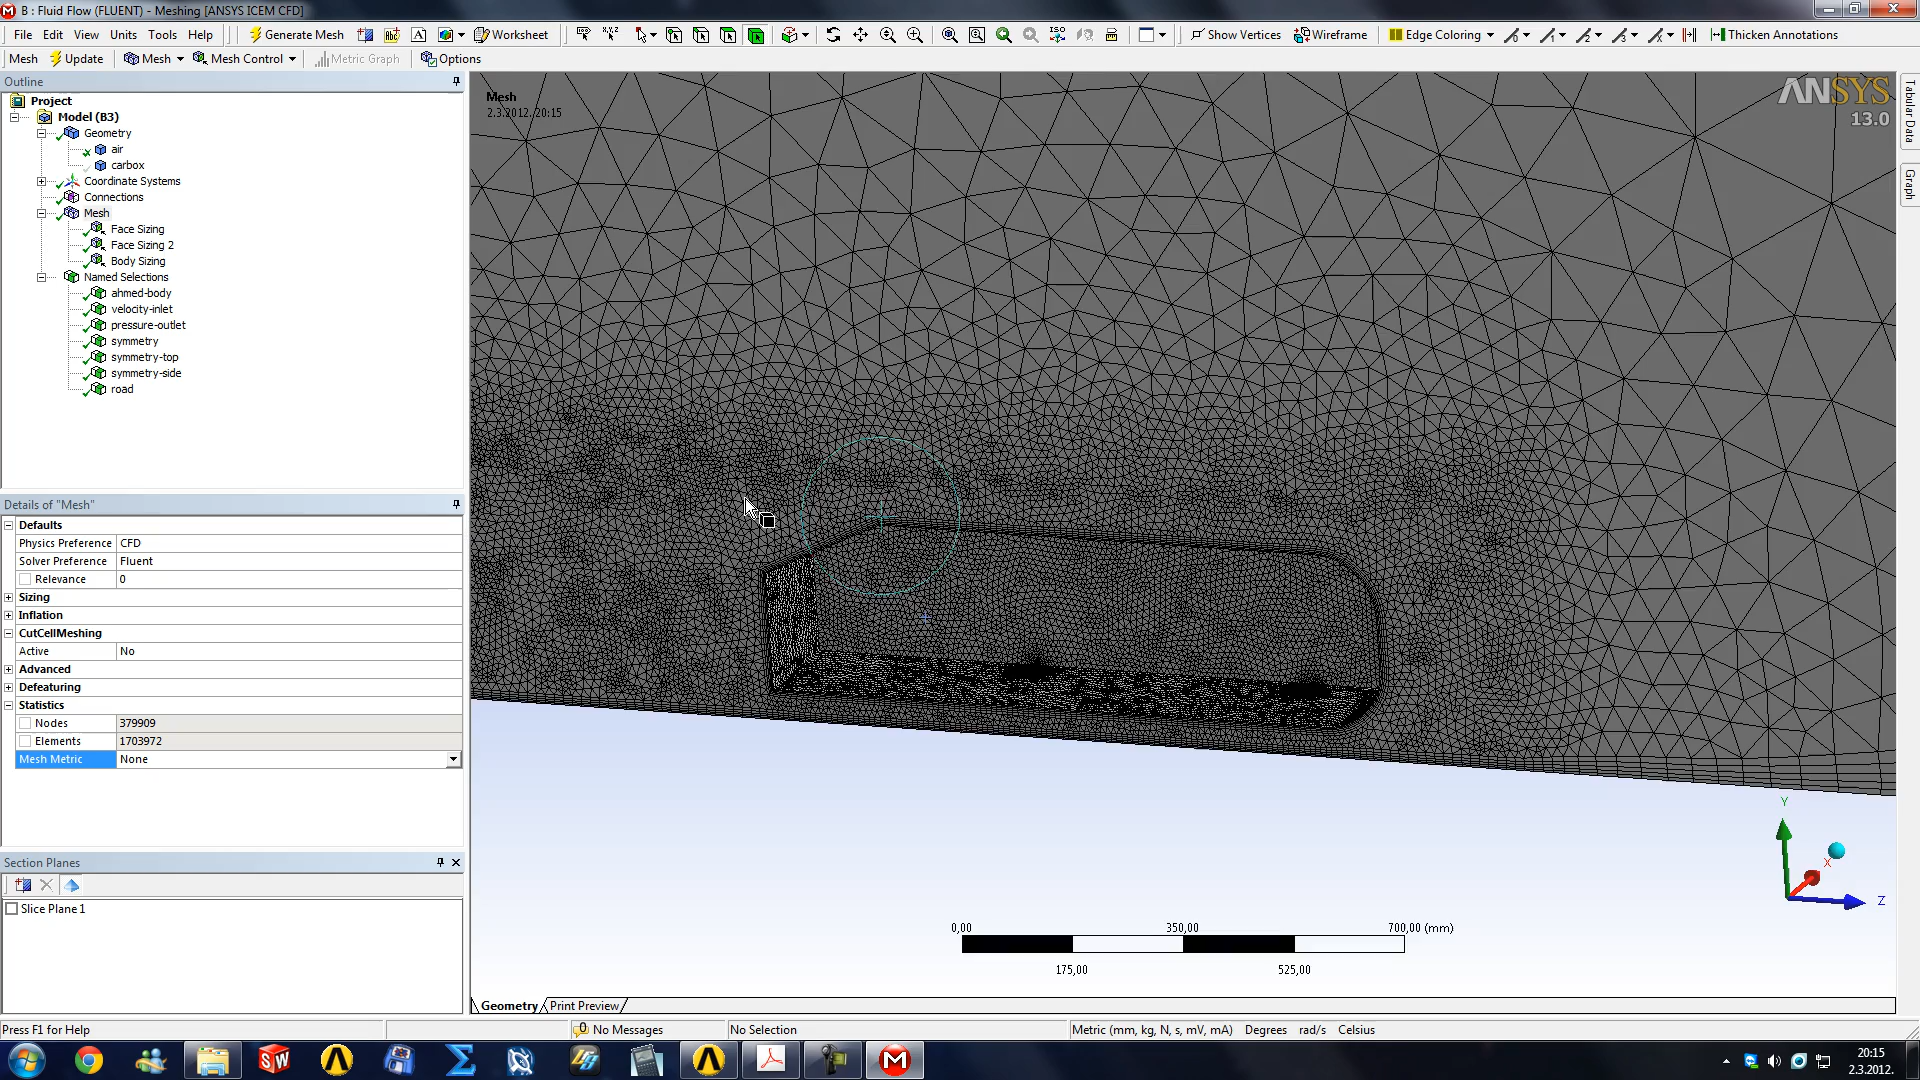 B : Fluid Flow (FLUENT) - Meshing [ANSYS ICEM CFD]
File Edit View Units Tools Help Generate Mesh Worksheet Show Vertices Wireframe Edge Coloring Thicken Annotations
Mesh Update Mesh Mesh Control Metric Graph Options
Outline
Project
Model (B3)
Geometry
air
carbox
Coordinate Systems
Connections
Mesh
Face Sizing
Face Sizing 2
Body Sizing
Named Selections
ahmed-body
velocity-inlet
pressure-outlet
symmetry
symmetry-top
symmetry-side
road
Details of "Mesh"
Defaults
Physics Preference CFD
Solver Preference Fluent
Relevance 0
Sizing
Inflation
CutCellMeshing
Active No
Advanced
Defeaturing
Statistics
Nodes 379909
Elements 1703972
Mesh Metric None
Section Planes
Slice Plane 1
Mesh
2.3.2012. 20:15
ANSYS
13.0
Tabular Data
Graph
Y
X
Z
0,00 350,00 700,00 (mm)
175,00 525,00
Geometry Print Preview
Press F1 for Help 0 No Messages No Selection Metric (mm, kg, N, s, mV, mA) Degrees rad/s Celsius
20:15
2.3.2012.